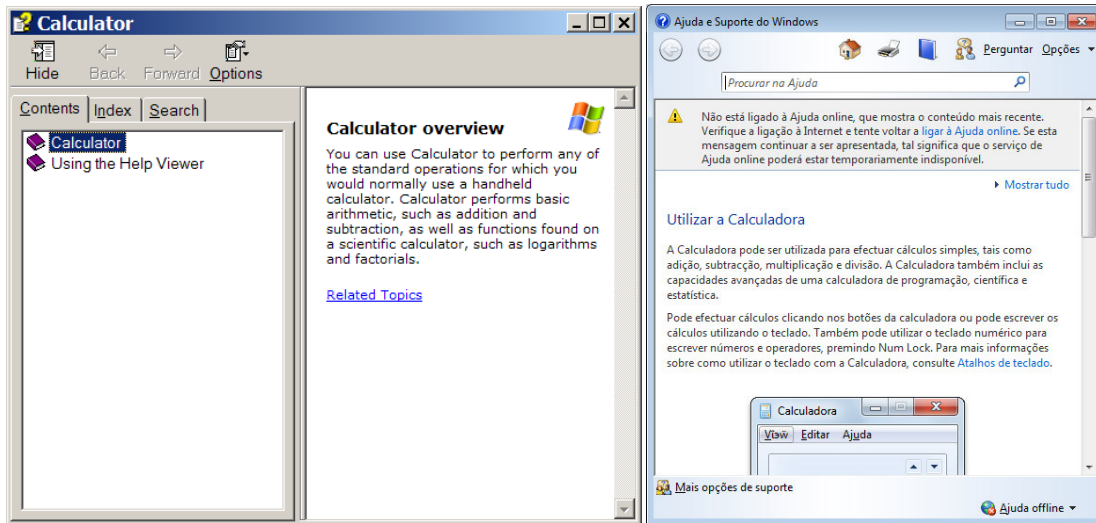 Calculator
Hide Back Forward Options
Contents Index Search
Calculator
Using the Help Viewer
Calculator overview
You can use Calculator to perform any of
the standard operations for which you
would normally use a handheld
calculator. Calculator performs basic
arithmetic, such as addition and
subtraction, as well as functions found on
a scientific calculator, such as logarithms
and factorials.
Related Topics
Ajuda e Suporte do Windows
Perguntar Opções
Procurar na Ajuda
Não está ligado à Ajuda online, que mostra o conteúdo mais recente.
Verifique a ligação à Internet e tente voltar a ligar à Ajuda online. Se esta
mensagem continuar a ser apresentada, tal significa que o serviço de
Ajuda online poderá estar temporariamente indisponível.
Mostrar tudo
Utilizar a Calculadora
A Calculadora pode ser utilizada para efectuar cálculos simples, tais como
adição, subtracção, multiplicação e divisão. A Calculadora também inclui as
capacidades avançadas de uma calculadora de programação, científica e
estatística.
Pode efectuar cálculos clicando nos botões da calculadora ou pode escrever os
cálculos utilizando o teclado. Também pode utilizar o teclado numérico para
escrever números e operadores, premindo Num Lock. Para mais informações
sobre como utilizar o teclado com a Calculadora, consulte Atalhos de teclado.
Calculadora
Editar Ajuda
Mais opções de suporte
Ajuda offline